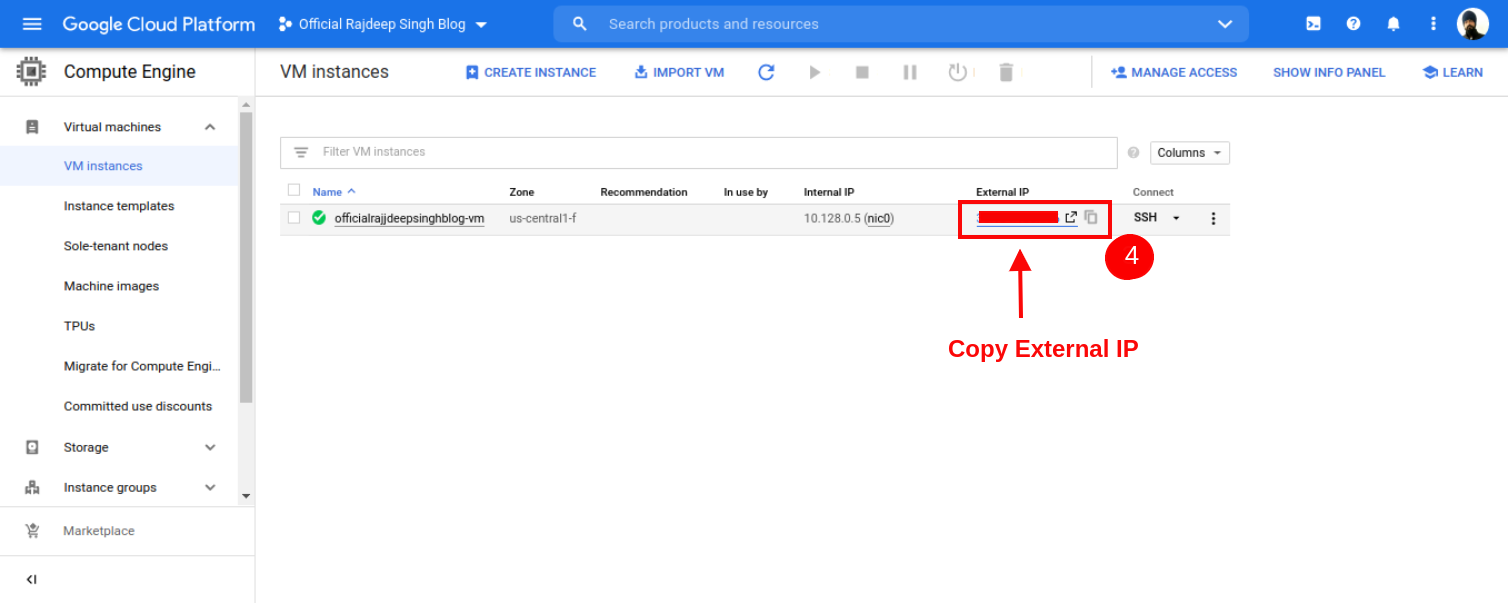 Google Cloud Platform
Official Rajdeep Singh Blog
Search products and resources
Compute Engine
VM instances
CREATE INSTANCE
IMPORT VM
MANAGE ACCESS
SHOW INFO PANEL
LEARN
Virtual machines
VM instances
Instance templates
Sole-tenant nodes
Machine images
TPUs
Migrate for Compute Engi...
Committed use discounts
Storage
Instance groups
Marketplace
Filter VM instances
Columns
Name Zone Recommendation In use by Internal IP External IP Connect
officialrajjdeepsinghblog-vm us-central1-f 10.128.0.5 (nic0) SSH
4
Copy External IP